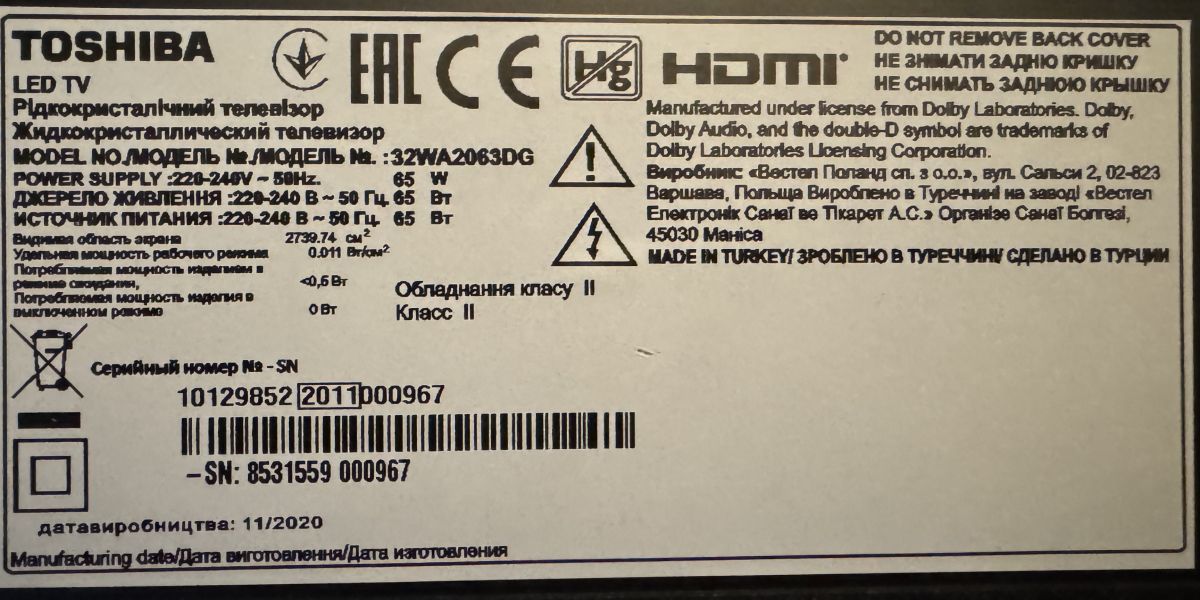 TOSHIBA
LED TV
Рідкокристалічний телевізор
Жидкокристаллический телевизор
MODEL NO./МОДЕЛЬ №./МОДЕЛЬ №. :32WA2063DG
POWER SUPPLY :220-240V ~ 50Hz. 65 W
ДЖЕРЕЛО ЖИВЛЕННЯ :220-240 В ~ 50 Гц. 65 Вт
ИСТОЧНИК ПИТАНИЯ :220-240 В ~ 50 Гц. 65 Вт
Видимая область экрана 2739.74 см²
Удельная мощность рабочего режима 0.011 Вт/см²
Потребляемая мощность изделием в
режиме ожидания, <0,5 Вт
Потребляемая мощность изделия в
выключенном режиме 0 Вт
Обладнання класу II
Класс II
EAC CE Hg HDMI
DO NOT REMOVE BACK COVER
НЕ ЗНІМАТИ ЗАДНЮ КРИШКУ
НЕ СНИМАТЬ ЗАДНЮЮ КРЫШКУ
Manufactured under license from Dolby Laboratories. Dolby,
Dolby Audio, and the double-D symbol are trademarks of
Dolby Laboratories Licensing Corporation.
Виробник: «Вестел Поланд сп. з о.о.», вул. Сальси 2, 02-823
Варшава, Польща Вироблено в Туреччині на заводі «Вестел
Електронік Санаї ве Тікарет А.С.» Організе Санаї Болгезі,
45030 Маніса
MADE IN TURKEY/ ЗРОБЛЕНО В ТУРЕЧЧИНІ/ СДЕЛАНО В ТУРЦИИ
Серийный номер № - SN
10129852 2011000967
-SN: 8531559 000967
датавиробництва: 11/2020
Manufacturing date/Дата виготовлення/Дата изготовления